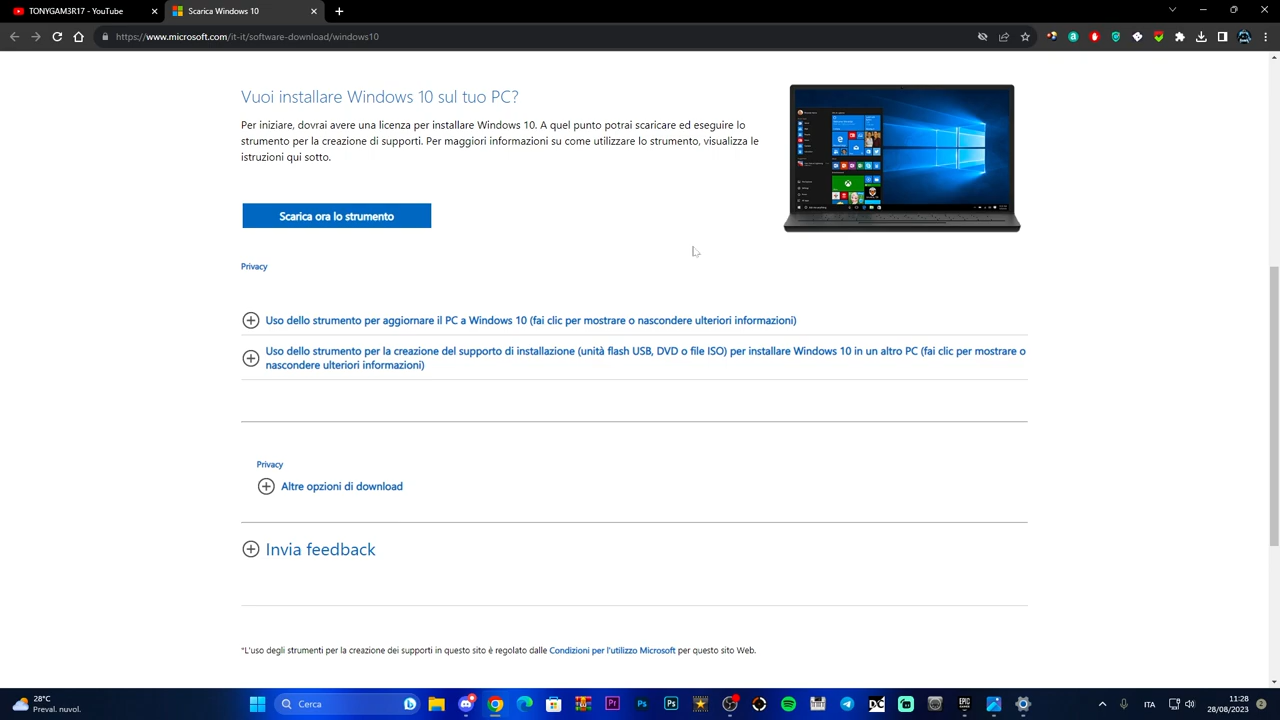 TONYGAM3R17 - YouTube
Scarica Windows 10
https://www.microsoft.com/it-it/software-download/windows10
Vuoi installare Windows 10 sul tuo PC?
Per iniziare, dovrai avere una licenza per installare Windows 10. A quel punto potrai scaricare ed eseguire lo
strumento per la creazione di supporti. Per maggiori informazioni su come utilizzare lo strumento, visualizza le
istruzioni qui sotto.
Scarica ora lo strumento
Privacy
Uso dello strumento per aggiornare il PC a Windows 10 (fai clic per mostrare o nascondere ulteriori informazioni)
Uso dello strumento per la creazione del supporto di installazione (unità flash USB, DVD o file ISO) per installare Windows 10 in un altro PC (fai clic per mostrare o
nascondere ulteriori informazioni)
Privacy
Altre opzioni di download
Invia feedback
*L'uso degli strumenti per la creazione dei supporti in questo sito è regolato dalle Condizioni per l'utilizzo Microsoft per questo sito Web.
28°C
Parz. nuvol.
Cerca
Pr
Ps
Ps
EPIC
ITA
11:28
28/08/2023
2